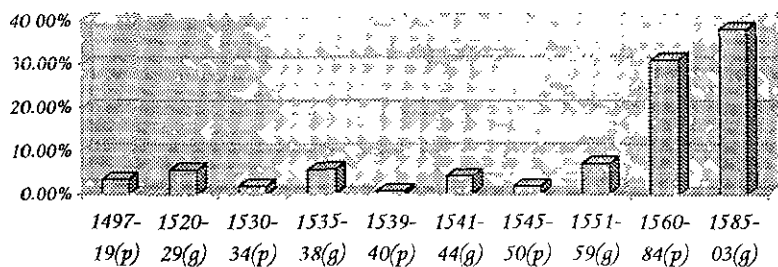 40.00%
30.00%
20.00%
10.00%
0.00%
1497- 1520- 1530- 1535- 1539- 1541- 1545- 1551- 1560- 1585-
19(p) 29(g) 34(p) 38(g) 40(p) 44(g) 50(p) 59(g) 84(p) 03(g)